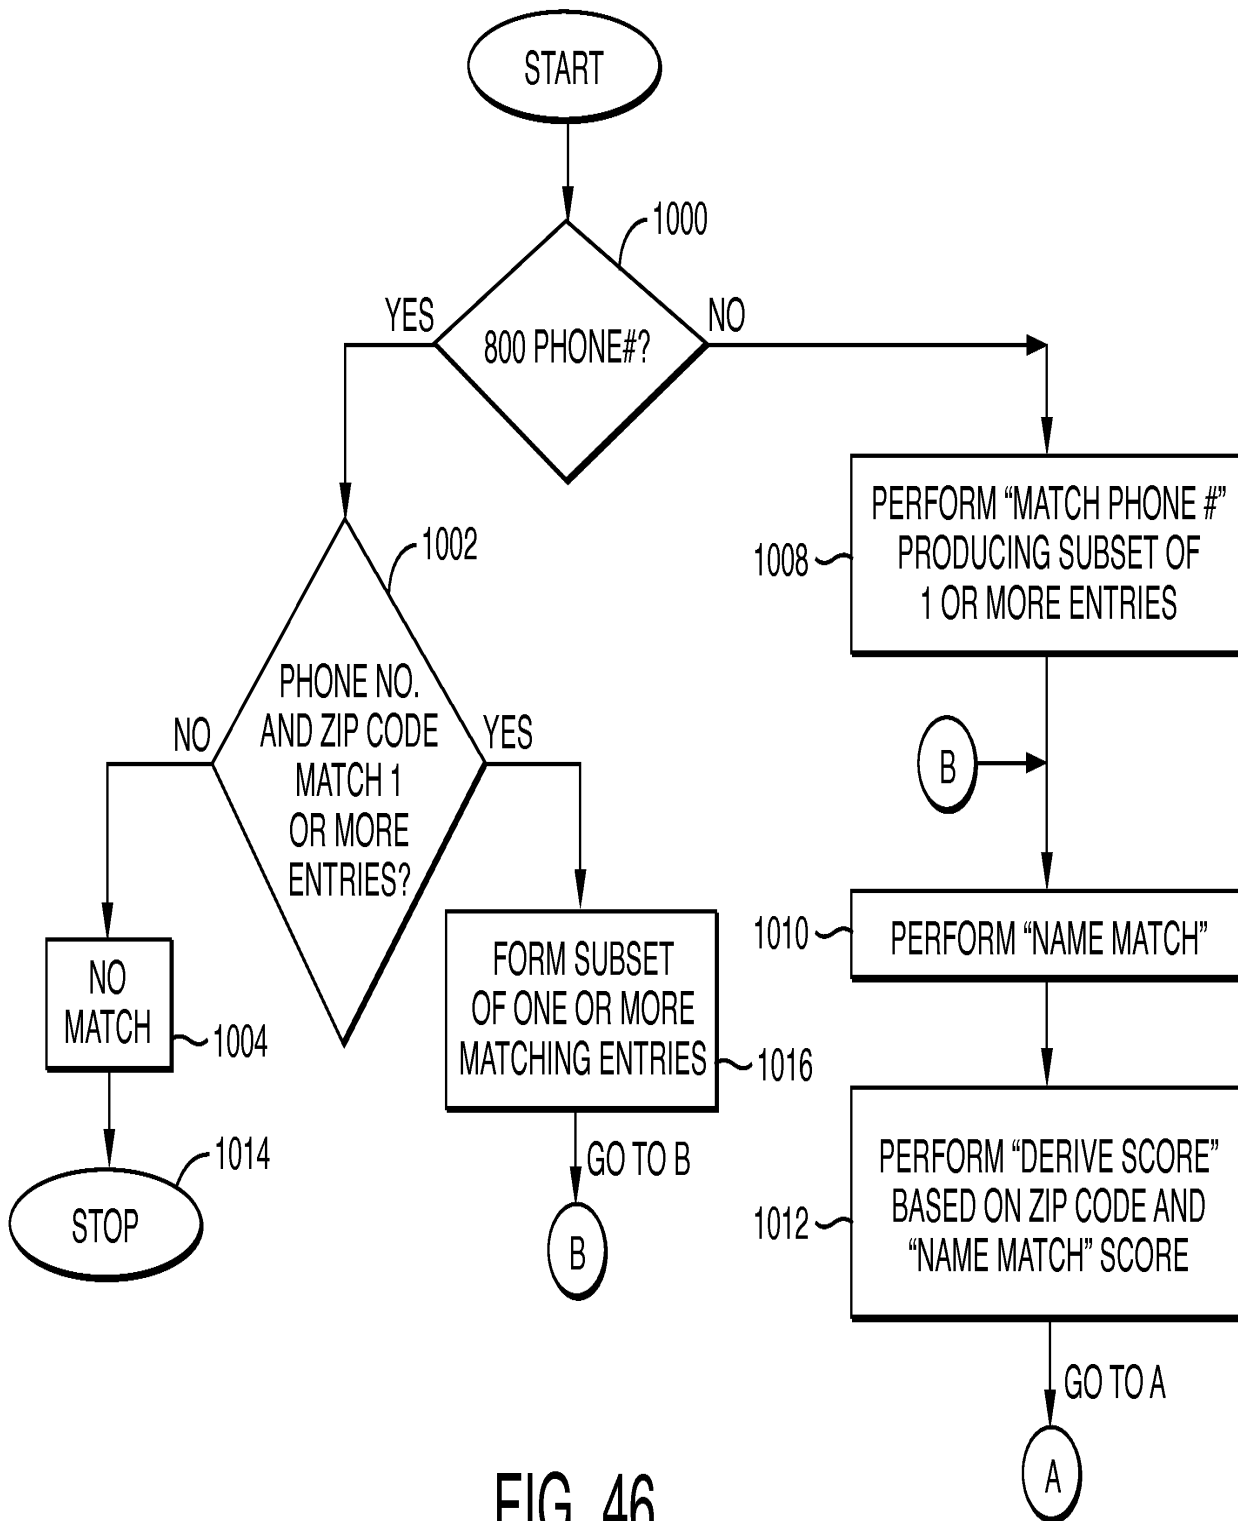 START
1000
YES
NO
800 PHONE#?
PERFORM “MATCH PHONE #”
PRODUCING SUBSET OF
1 OR MORE ENTRIES
1008
1002
PHONE NO.
AND ZIP CODE
MATCH 1
OR MORE
ENTRIES?
NO
YES
B
1010
PERFORM “NAME MATCH”
NO
MATCH
1004
FORM SUBSET
OF ONE OR MORE
MATCHING ENTRIES
1016
1014
STOP
GO TO B
B
PERFORM “DERIVE SCORE”
BASED ON ZIP CODE AND
“NAME MATCH” SCORE
1012
GO TO A
A
FIG. 46